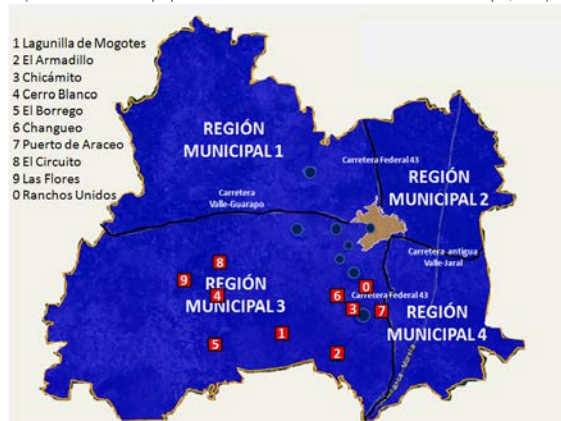 1 Lagunilla de Mogotes
2 El Armadillo
3 Chicámito
4 Cerro Blanco
5 El Borrego
6 Changueo
7 Puerto de Araceo
8 El Circuito
9 Las Flores
0 Ranchos Unidos
REGIÓN
MUNICIPAL 1
Carretera Federal 43
REGIÓN
MUNICIPAL 2
Carretera
Valle-Guarapo
Carretera antigua
Valle-Jaral
8
9
4
REGIÓN
MUNICIPAL 3
0
6
Carretera Federal 43
3
7
REGIÓN
MUNICIPAL 4
1
5
2